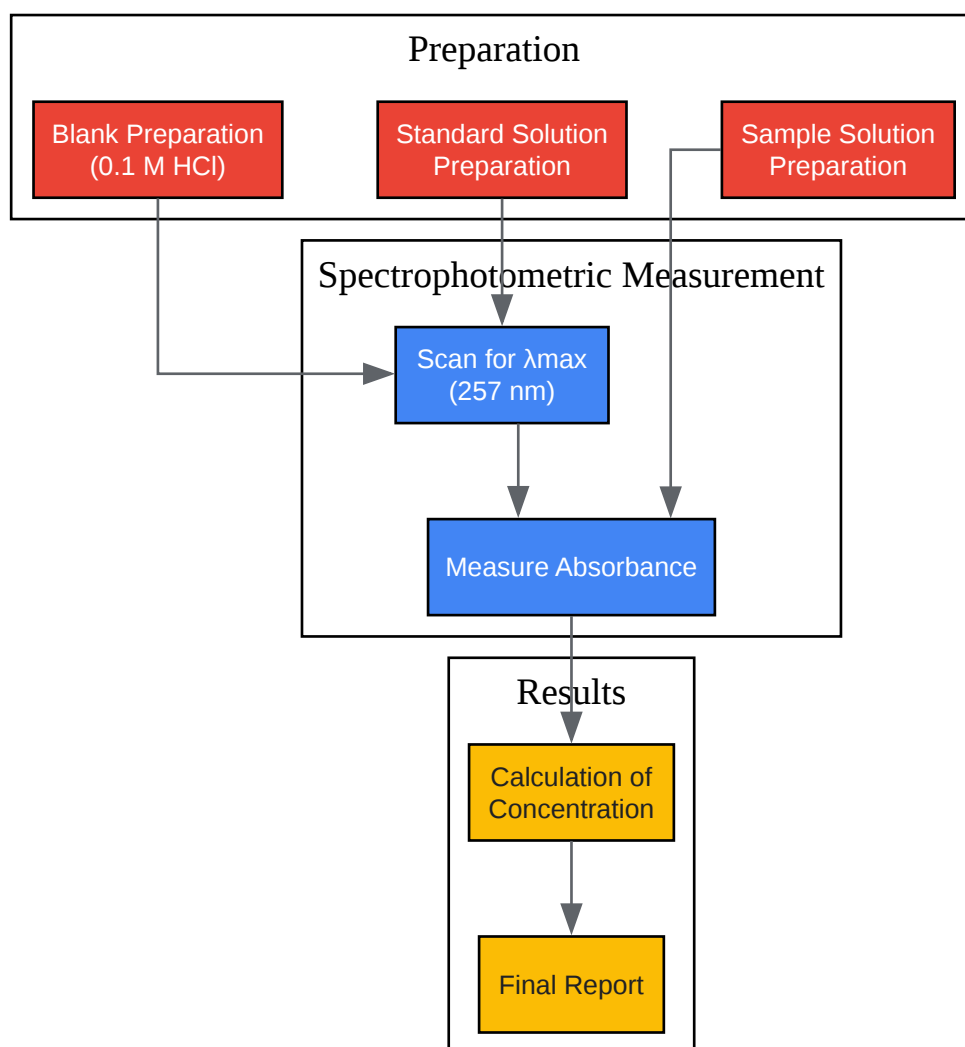 Preparation
Blank Preparation
(0.1 M HCl)
Standard Solution
Preparation
Sample Solution
Preparation
Spectrophotometric Measurement
Scan for λmax
(257 nm)
Measure Absorbance
Results
Calculation of
Concentration
Final Report